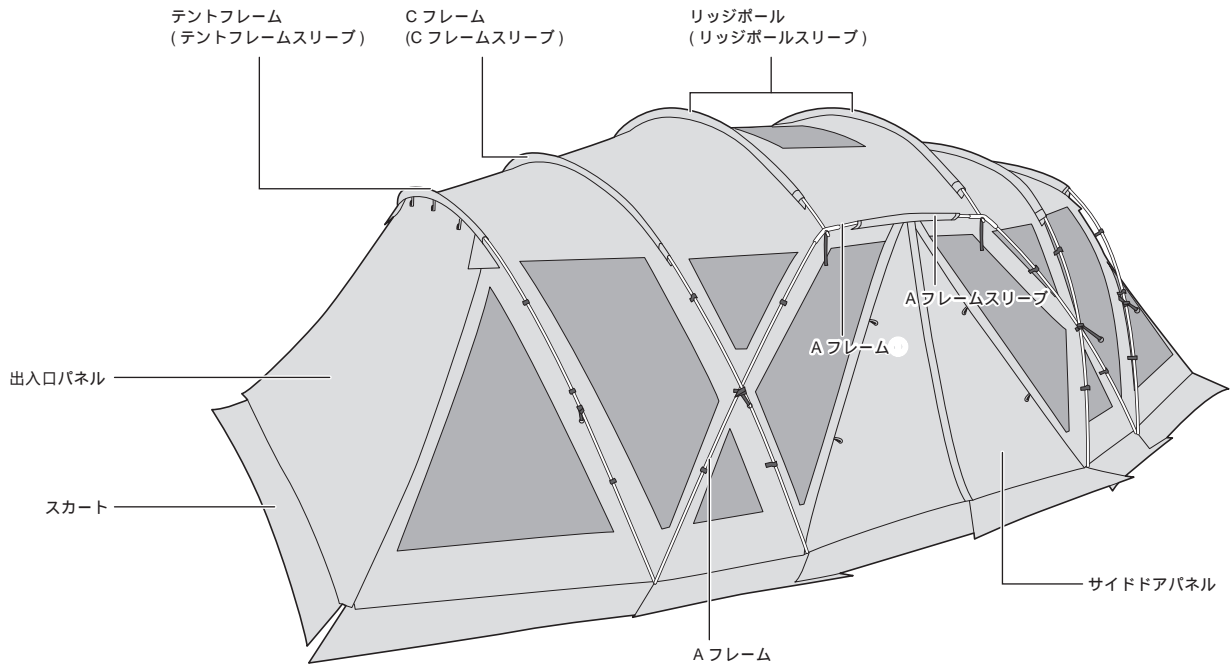 テントフレーム
( テントフレームスリーブ )
C フレーム
(C フレームスリーブ )
リッジポール
( リッジポールスリーブ )
A フレームスリーブ
A フレーム
出入口パネル
スカート
サイドドアパネル
A フレーム